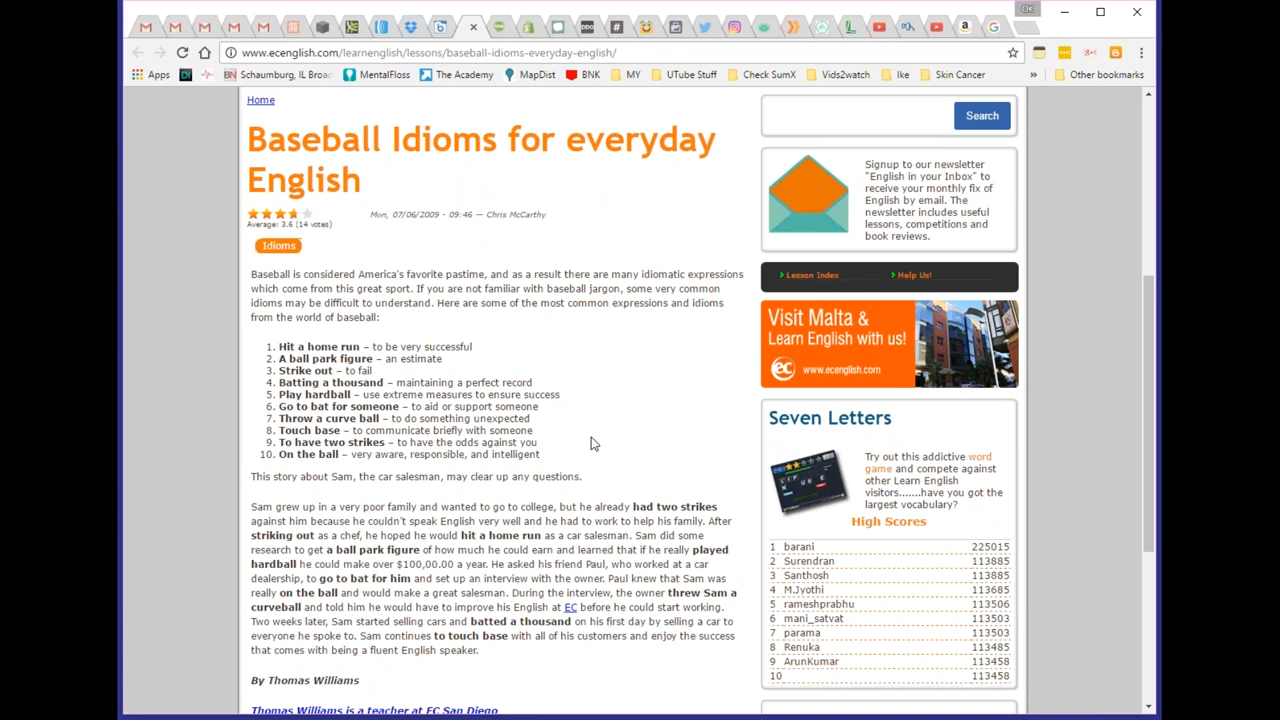 OK
www.ecenglish.com/learnenglish/lessons/baseball-idioms-everyday-english/
Apps
Schaumburg, IL Broad
MentalFloss
The Academy
MapDist
BNK
MY
UTube Stuff
Check SumX
Vids2watch
Ike
Skin Cancer
»
Other bookmarks
Home
Baseball Idioms for everyday
English
Average: 3.6 (14 votes)
Mon, 07/06/2009 - 09:46 — Chris McCarthy
Idioms
Baseball is considered America's favorite pastime, and as a result there are many idiomatic expressions
which come from this great sport. If you are not familiar with baseball jargon, some very common
idioms may be difficult to understand. Here are some of the most common expressions and idioms
from the world of baseball:
1. Hit a home run – to be very successful
2. A ball park figure – an estimate
3. Strike out – to fail
4. Batting a thousand – maintaining a perfect record
5. Play hardball – use extreme measures to ensure success
6. Go to bat for someone – to aid or support someone
7. Throw a curve ball – to do something unexpected
8. Touch base – to communicate briefly with someone
9. To have two strikes – to have the odds against you
10. On the ball – very aware, responsible, and intelligent
This story about Sam, the car salesman, may clear up any questions.
Sam grew up in a very poor family and wanted to go to college, but he already had two strikes
against him because he couldn't speak English very well and he had to work to help his family. After
striking out as a chef, he hoped he would hit a home run as a car salesman. Sam did some
research to get a ball park figure of how much he could earn and learned that if he really played
hardball he could make over $100,00.00 a year. He asked his friend Paul, who worked at a car
dealership, to go to bat for him and set up an interview with the owner. Paul knew that Sam was
really on the ball and would make a great salesman. During the interview, the owner threw Sam a
curveball and told him he would have to improve his English at EC before he could start working.
Two weeks later, Sam started selling cars and batted a thousand on his first day by selling a car to
everyone he spoke to. Sam continues to touch base with all of his customers and enjoy the success
that comes with being a fluent English speaker.
By Thomas Williams
Thomas Williams is a teacher at EC San Diego
Search
Signup to our newsletter
"English in your Inbox" to
receive your monthly fix of
English by email. The
newsletter includes useful
lessons, competitions and
book reviews.
Lesson Index
Help Us!
Visit Malta &
Learn English with us!
ec www.ecenglish.com
Seven Letters
Try out this addictive word
game and compete against
other Learn English
visitors.......have you got the
largest vocabulary?
High Scores
1 barani 225015
2 Surendran 113885
3 Santhosh 113885
4 M.Jyothi 113685
5 rameshprabhu 113506
6 mani_satvat 113503
7 parama 113503
8 Renuka 113485
9 ArunKumar 113458
10 113458